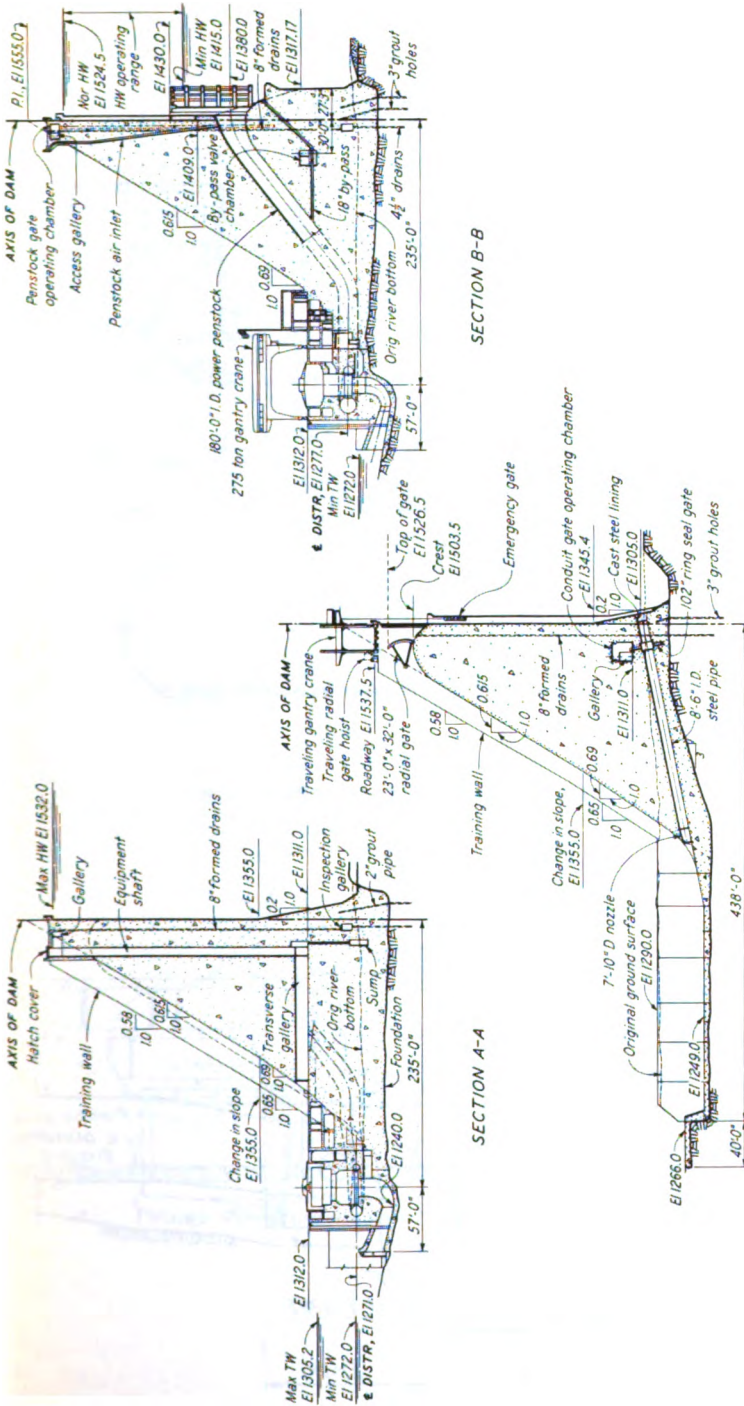 AXIS OF DAM
Hatch cover
Max HW El 1532.0
Gallery
Equipment
shaft
8" formed drains
Training wall
0.58
1.0
0.615
1.0
Change in slope
El 1355.0
0.65
1.0
0.69
1.0
Transverse
gallery
El 1355.0
El 1311.0
0.2
1.0
Inspection
gallery
2" grout
pipe
Orig river
bottom
Sump
Foundation
El 1312.0
Max TW
El 1305.2
Min TW
El 1272.0
℄ DISTR, El 1271.0
El 1240.0
57'-0"
235'-0"
SECTION A-A
AXIS OF DAM
P.I., El 1555.0
Penstock gate
operating chamber
Access gallery
Penstock air inlet
Nor HW
El 1524.5
HW operating
range
El 1430.0
Min HW
El 1415.0
El 1380.0
8" formed
drains
El 1317.17
3" grout
holes
El 1409.0
0.615
1.0
By-pass valve
chamber
0.69
1.0
18" by-pass
30'-0"
27'-3"
4½" drains
Orig river bottom
180'-0" I.D. power penstock
275 ton gantry crane
El 1312.0
℄ DISTR, El 1277.0
Min TW
El 1272.0
57'-0"
235'-0"
SECTION B-B
AXIS OF DAM
Traveling gantry crane
Traveling radial
gate hoist
Roadway El 1537.5
23'-0" x 32'-0"
radial gate
Top of gate
El 1526.5
Crest
El 1503.5
Emergency gate
0.58
1.0
0.615
1.0
Training wall
8" formed
drains
Change in slope,
El 1355.0
0.65
1.0
0.69
1.0
Gallery
El 1311.0
Conduit gate operating chamber
El 1345.4
Cast steel lining
El 1305.0
0.2
1.0
102" ring seal gate
3" grout holes
8'-6" I.D.
steel pipe
3
7'-10" D nozzle
Original ground surface
El 1290.0
El 1249.0
El 1266.0
40'-0"
438'-0"